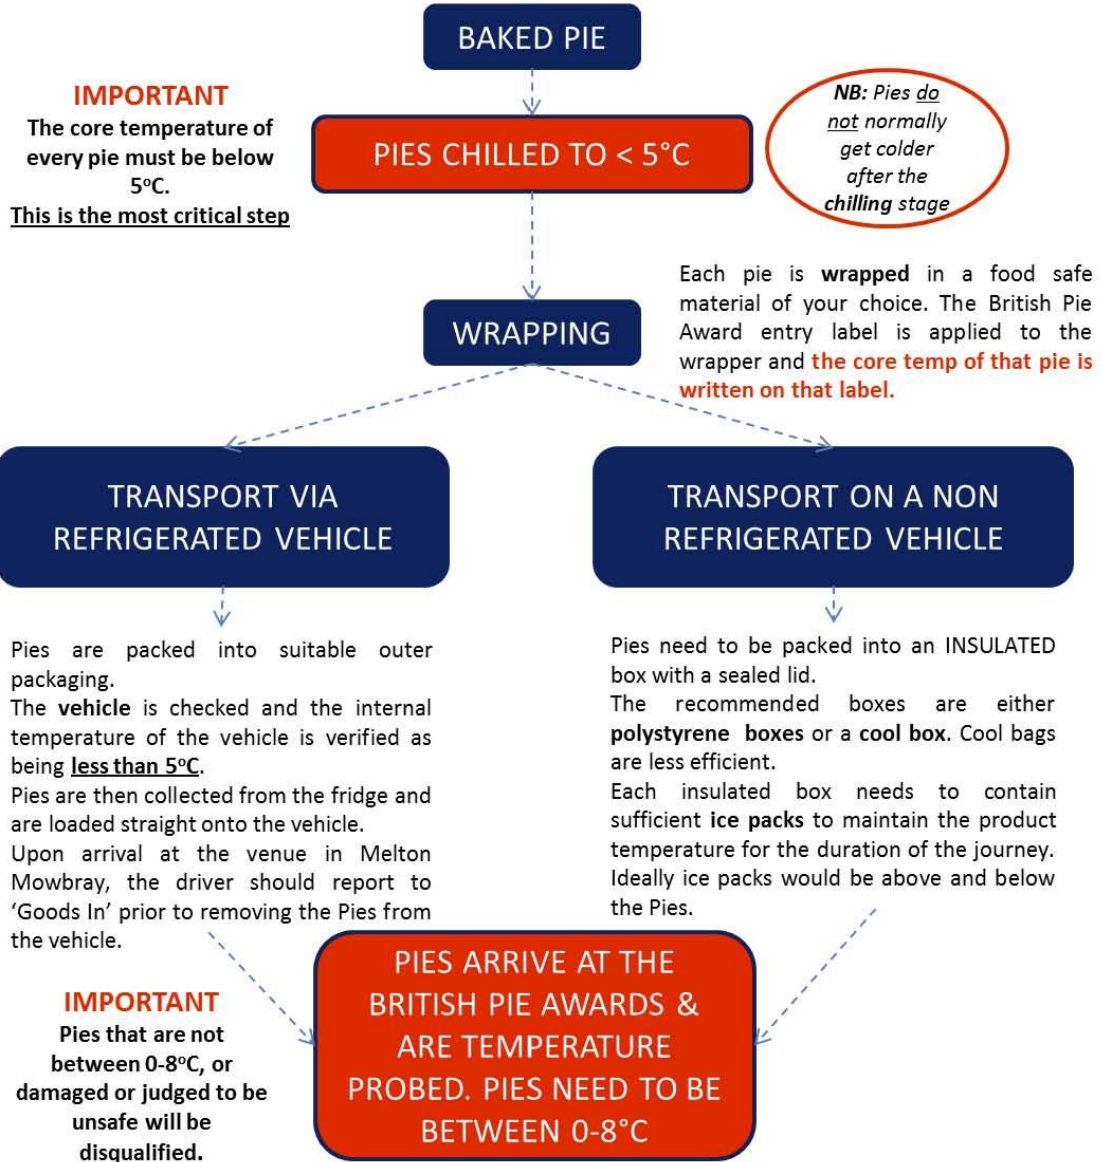 BAKED PIE
IMPORTANT
The core temperature of
every pie must be below
5°C.
This is the most critical step
PIES CHILLED TO < 5°C
NB: Pies do
not normally
get colder
after the
chilling stage
Each pie is wrapped in a food safe
material of your choice. The British Pie
Award entry label is applied to the
wrapper and the core temp of that pie is
written on that label.
WRAPPING
TRANSPORT VIA
REFRIGERATED VEHICLE
TRANSPORT ON A NON
REFRIGERATED VEHICLE
Pies are packed into suitable outer
packaging.
The vehicle is checked and the internal
temperature of the vehicle is verified as
being less than 5°C.
Pies are then collected from the fridge and
are loaded straight onto the vehicle.
Upon arrival at the venue in Melton
Mowbray, the driver should report to
‘Goods In’ prior to removing the Pies from
the vehicle.
Pies need to be packed into an INSULATED
box with a sealed lid.
The recommended boxes are either
polystyrene boxes or a cool box. Cool bags
are less efficient.
Each insulated box needs to contain
sufficient ice packs to maintain the product
temperature for the duration of the journey.
Ideally ice packs would be above and below
the Pies.
IMPORTANT
Pies that are not
between 0-8°C, or
damaged or judged to be
unsafe will be
disqualified.
PIES ARRIVE AT THE
BRITISH PIE AWARDS &
ARE TEMPERATURE
PROBED. PIES NEED TO BE
BETWEEN 0-8°C